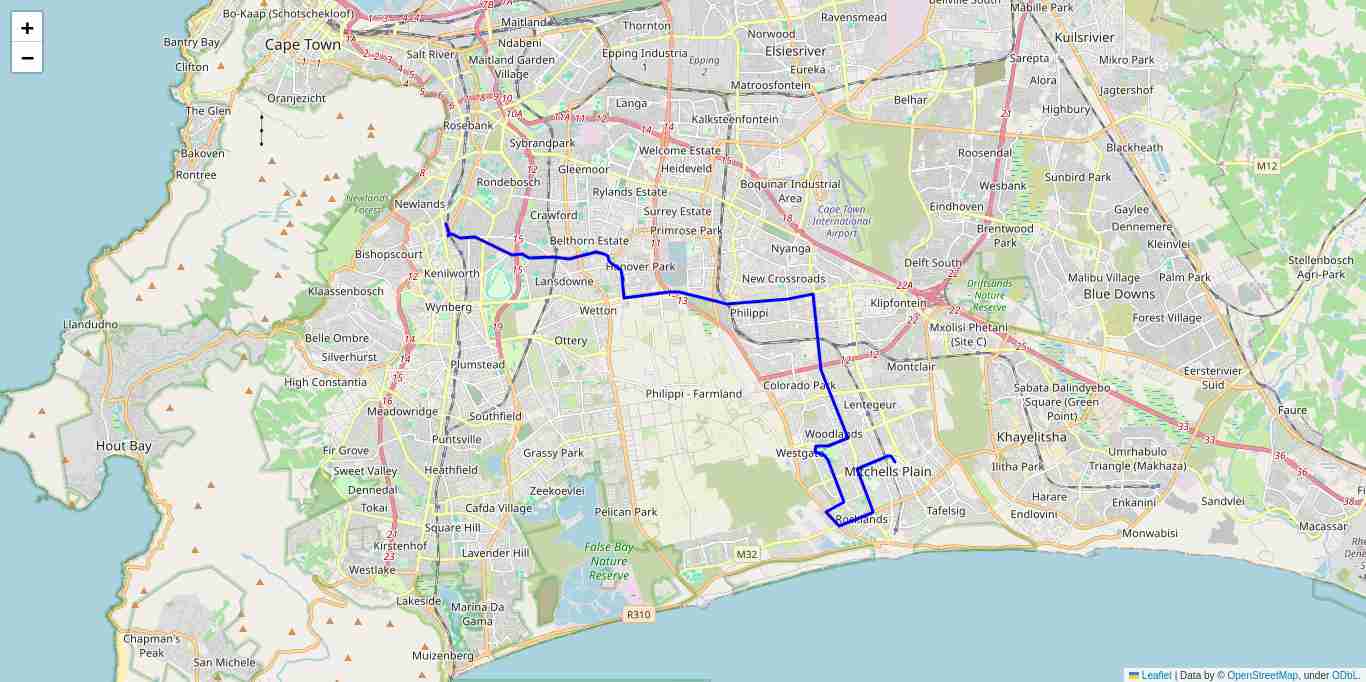 +
−
Bo-Kaap (Schotschekloof)
Bantry Bay
Cape Town
Clifton
Oranjezicht
The Glen
Bakoven
Rontree
Salt River
Maitland
Ndabeni
Maitland Garden
Village
Thornton
Epping Industria
1
Epping
2
Norwood
Elsiesriver
Ravensmead
Eureka
Matroosfontein
Belhar
Sarepta
Kuilsrivier
Mikro Park
Alora
Jagtershof
Highbury
Langa
Kalksteenfontein
Rosebank
Sybrandpark
Welcome Estate
Heideveld
Roosendal
Blackheath
M12
Rondebosch
Gleemoor
Rylands Estate
Boquinar Industrial
Area
Wesbank
Sunbird Park
Newlands
Forest
Newlands
Crawford
Surrey Estate
Cape Town
International
Airport
Eindhoven
Gaylee
Dennemere
Primrose Park
Brentwood
Park
Kleinvlei
Belthorn Estate
Nyanga
Bishopscourt
Kenilworth
Hanover Park
Delft South
Stellenbosch
Agri-Park
Klaassenbosch
Lansdowne
New Crossroads
Malibu Village
Palm Park
Driftsands
Nature
Reserve
Blue Downs
Wynberg
Wetton
Philippi
Klipfontein
Forest Village
Llandudno
Belle Ombre
Ottery
Mxolisi Phetani
(Site C)
Silverhurst
Plumstead
Montclair
Eerstervier
Suid
High Constantia
Colorado Park
Sabata Dalindyebo
Square (Green
Point)
Philippi - Farmland
Meadowridge
Southfield
Lentegeur
Faure
Hout Bay
Puntsville
Woodlands
Khayelitsha
Fir Grove
Grassy Park
Westgate
Umrhabulo
Triangle (Makhaza)
Sweet Valley
Heathfield
Mitchells Plain
Ilitha Park
Dennedal
Zeekoevlei
Harare
Enkanini
Sandvlei
Tokai
Cafda Village
Pelican Park
Tafelsig
Endlovini
Square Hill
Rocklands
Macassar
Monwabisi
Kirstenhof
Lavender Hill
False Bay
Nature
Reserve
M32
Westlake
Lakeside
Marina Da
Gama
R310
Chapman's
Peak
San Michele
Muizenberg
Leaflet | Data by © OpenStreetMap, under ODbL.